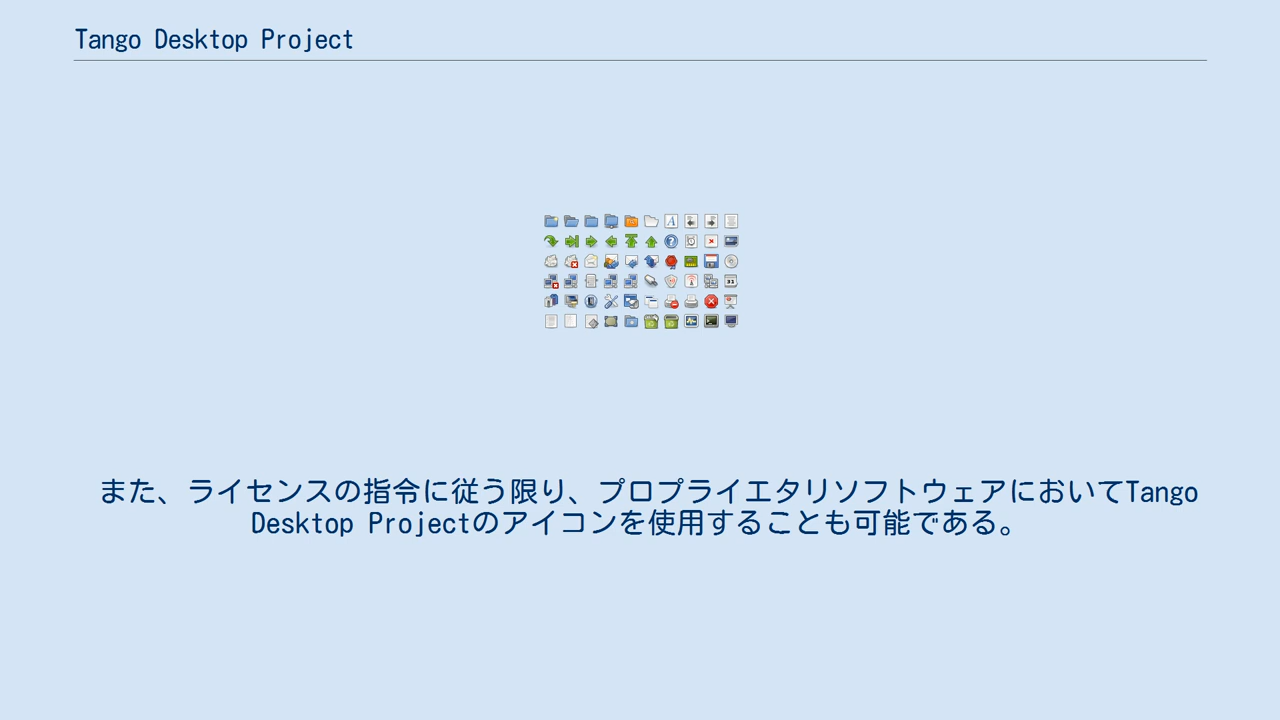 Tango Desktop Project
また、ライセンスの指令に従う限り、プロプライエタリソフトウェアにおいてTango
Desktop Projectのアイコンを使用することも可能である。